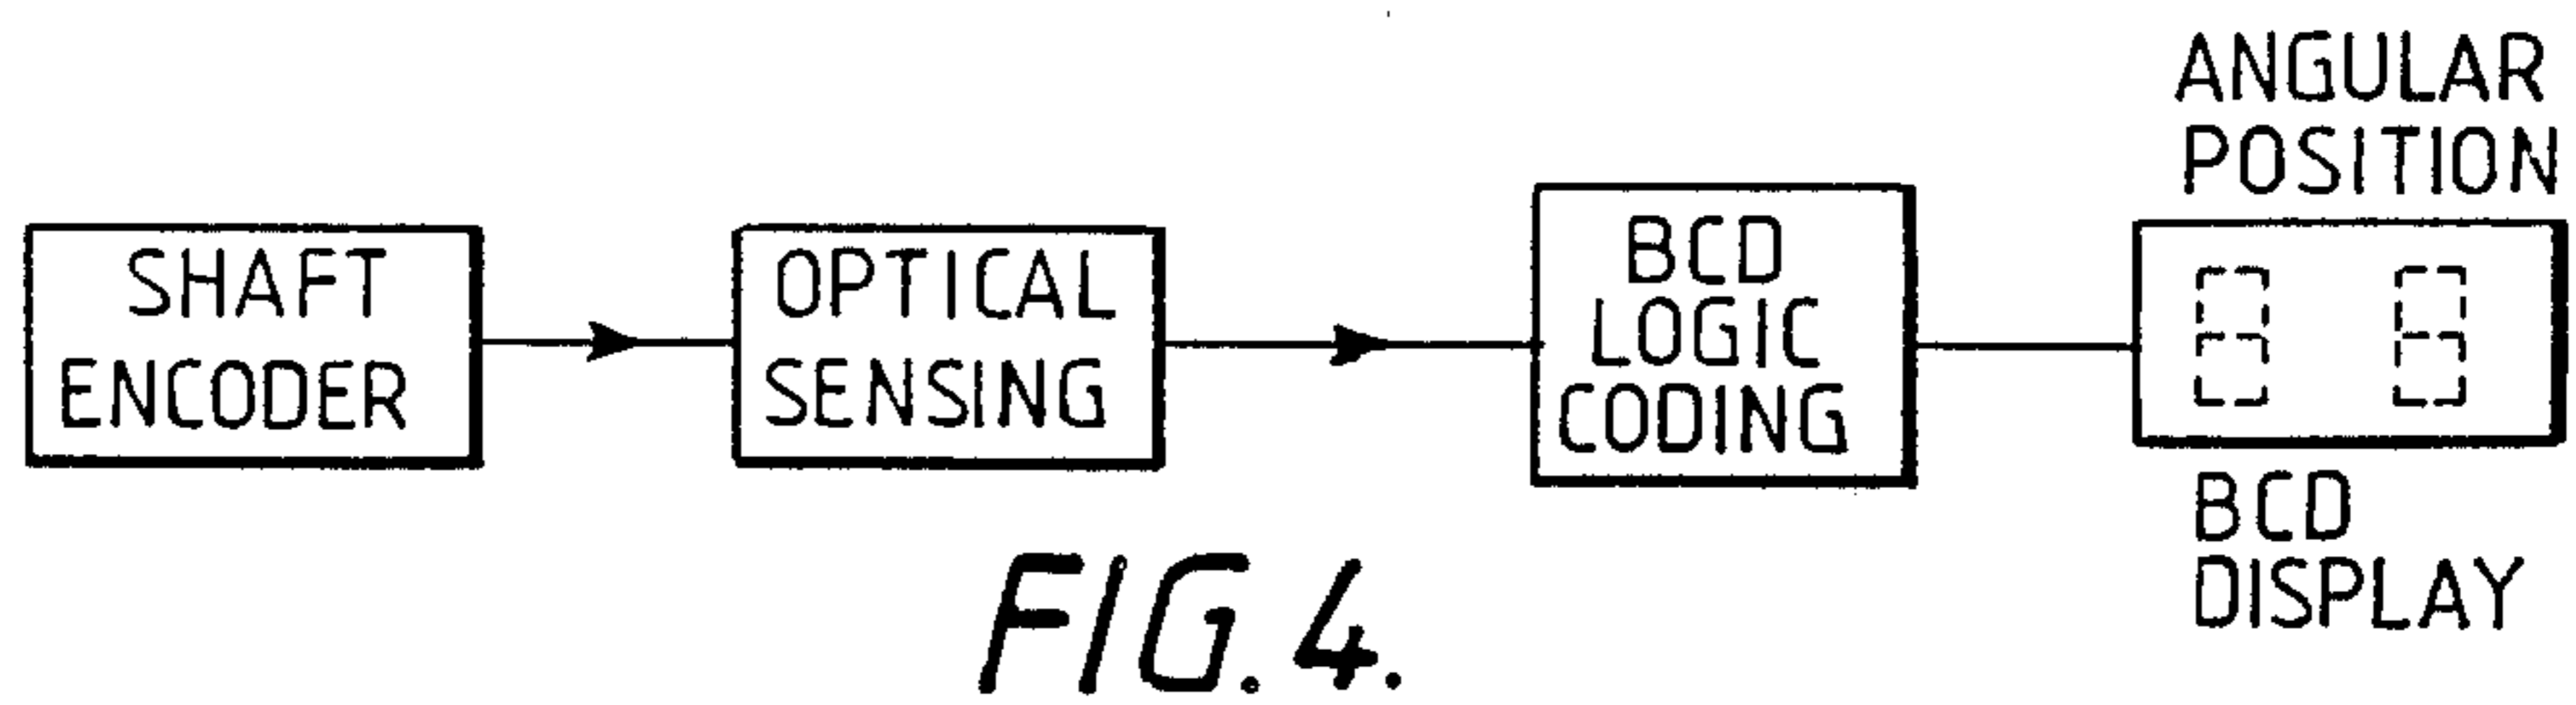 SHAFT
ENCODER
OPTICAL
SENSING
BCD
LOGIC
CODING
ANGULAR
POSITION
BCD
DISPLAY
FIG. 4.